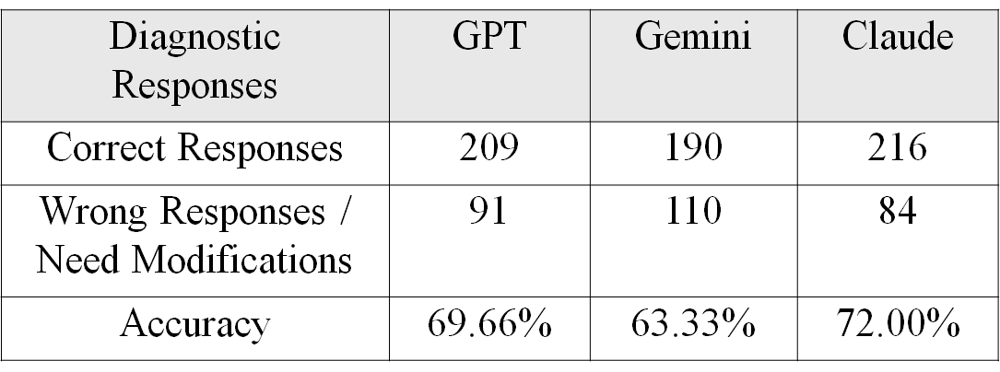 Diagnostic GPT Gemini Claude
Responses
Correct Responses 209 190 216
Wrong Responses / 91 110 84
Need Modifications
Accuracy 69.66% 63.33% 72.00%